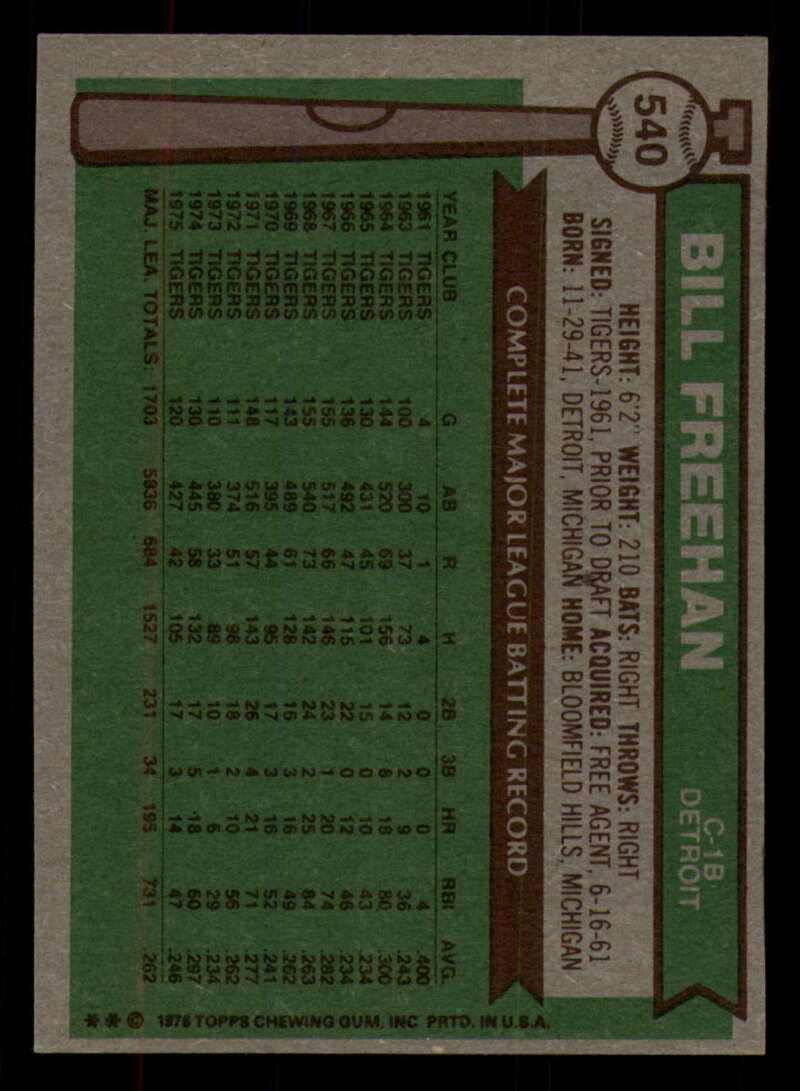 540
BILL FREEHAN
C-1B
DETROIT
HEIGHT: 6'2" WEIGHT: 210 BATS: RIGHT THROWS: RIGHT
SIGNED: TIGERS-1961, PRIOR TO DRAFT ACQUIRED: FREE AGENT, 6-16-61
BORN: 11-29-41, DETROIT, MICHIGAN HOME: BLOOMFIELD HILLS, MICHIGAN
COMPLETE MAJOR LEAGUE BATTING RECORD
YEAR CLUB G AB R H 2B 3B HR RBI AVG.
1961 TIGERS 4 10 1 4 0 0 0 4 .400
1963 TIGERS 100 300 37 73 12 2 9 36 .243
1964 TIGERS 144 520 69 156 14 8 18 80 .300
1965 TIGERS 130 431 45 101 15 0 10 43 .234
1966 TIGERS 136 492 47 115 22 0 12 46 .234
1967 TIGERS 155 517 66 146 23 1 20 74 .282
1968 TIGERS 155 540 73 142 24 2 25 84 .263
1969 TIGERS 143 489 61 128 16 3 16 49 .262
1970 TIGERS 117 395 44 95 17 3 16 52 .241
1971 TIGERS 148 516 57 143 26 4 21 71 .277
1972 TIGERS 111 374 51 98 18 2 10 56 .262
1973 TIGERS 110 380 33 89 10 1 6 29 .234
1974 TIGERS 130 445 58 132 17 5 18 60 .297
1975 TIGERS 120 427 42 105 17 3 14 47 .246
MAJ. LEA. TOTALS: 1703 5836 684 1527 231 34 195 731 .262
** © 1976 TOPPS CHEWING GUM, INC PRTD. IN U.S.A.